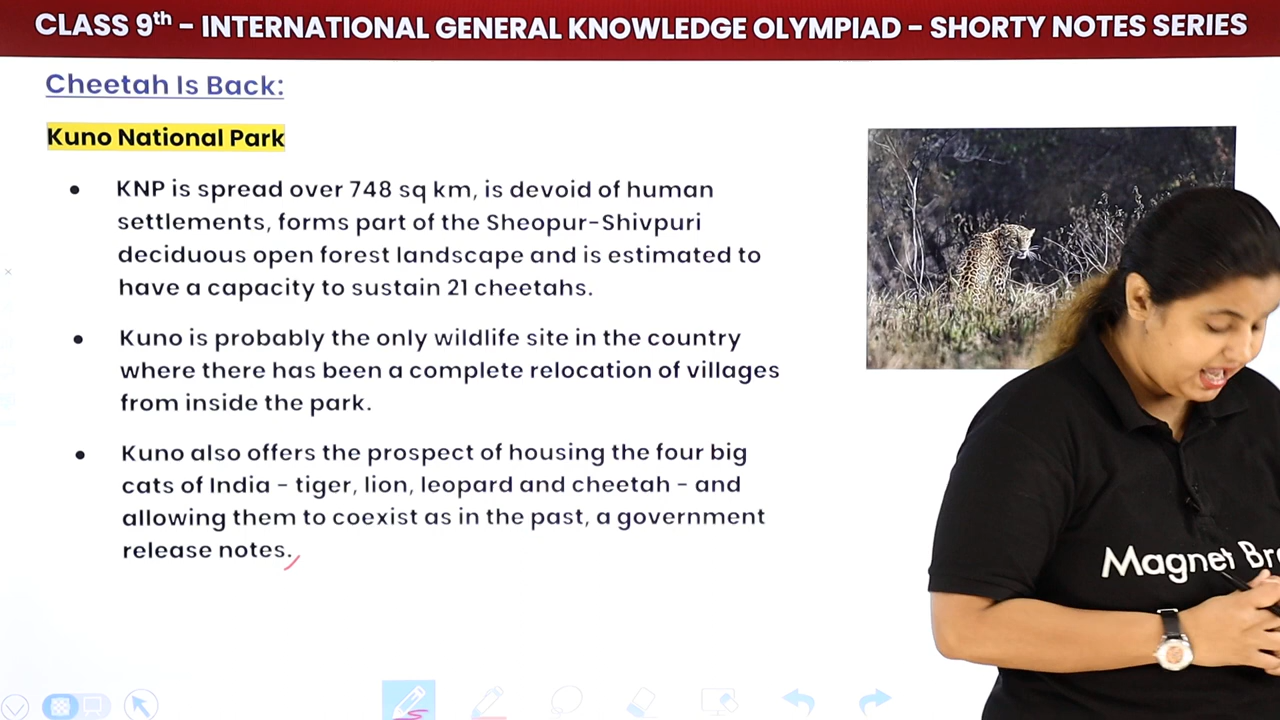 CLASS 9th – INTERNATIONAL GENERAL KNOWLEDGE OLYMPIAD – SHORTY NOTES SERIES
Cheetah Is Back:
Kuno National Park
• KNP is spread over 748 sq km, is devoid of human
settlements, forms part of the Sheopur-Shivpuri
deciduous open forest landscape and is estimated to
have a capacity to sustain 21 cheetahs.
• Kuno is probably the only wildlife site in the country
where there has been a complete relocation of villages
from inside the park.
• Kuno also offers the prospect of housing the four big
cats of India – tiger, lion, leopard and cheetah – and
allowing them to coexist as in the past, a government
release notes.
Magnet Br